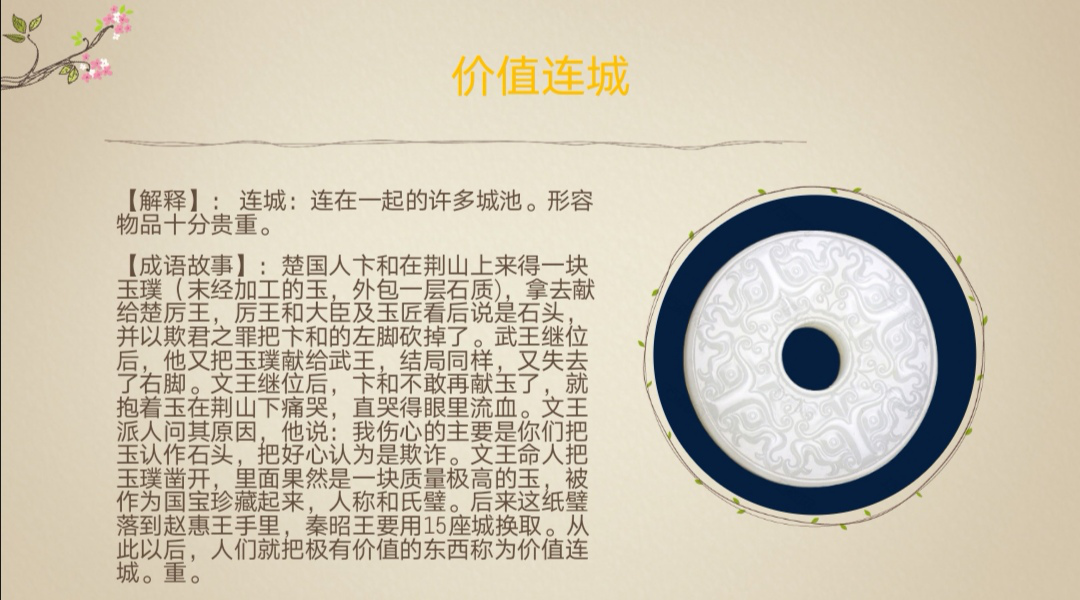 价值连城
【解释】：连城：连在一起的许多城池。形容
物品十分贵重。
【成语故事】：楚国人卞和在荆山上来得一块
玉璞（末经加工的玉，外包一层石质)，拿去献
给楚厉王，厉王和大臣及玉匠看后说是石头，
并以欺君之罪把卞和的左脚砍掉了。武王继位
后，他又把玉璞献给武王，结局同样，又失去
了右脚。文王继位后，卞和不敢再献玉了，就
抱着玉在荆山下痛哭，直哭得眼里流血。文王
派人问其原因，他说：我伤心的主要是你们把
玉认作石头，把好心认为是欺诈。文王命人把
玉璞凿开，里面果然是一块质量极高的玉，被
作为国宝珍藏起来，人称和氏璧。后来这纸璧
落到赵惠王手里，秦昭王要用15座城换取。从
此以后，人们就把极有价值的东西称为价值连
城。重。